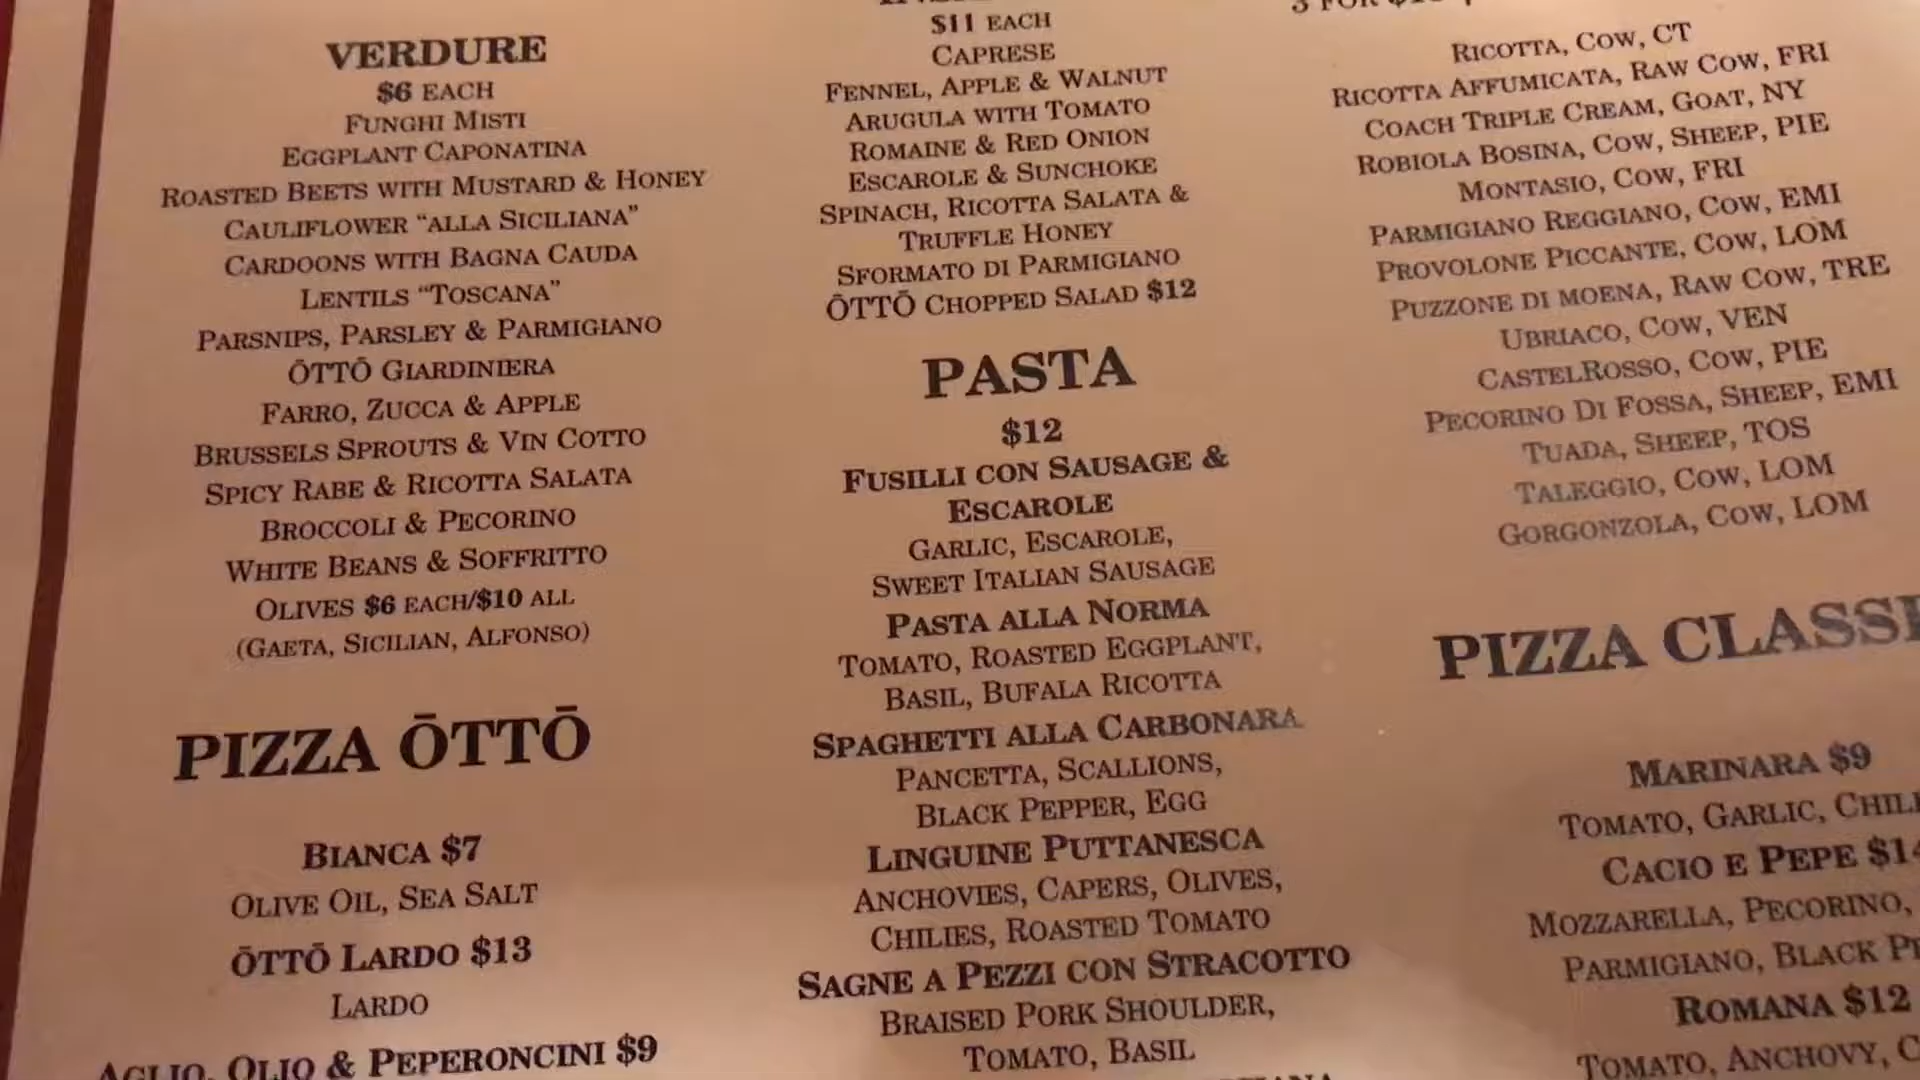 VERDURE
$6 EACH
FUNGHI MISTI
EGGPLANT CAPONATINA
ROASTED BEETS WITH MUSTARD & HONEY
CAULIFLOWER “ALLA SICILIANA”
CARDOONS WITH BAGNA CAUDA
LENTILS “TOSCANA”
PARSNIPS, PARSLEY & PARMIGIANO
ŌTTŌ GIARDINIERA
FARRO, ZUCCA & APPLE
BRUSSELS SPROUTS & VIN COTTO
SPICY RABE & RICOTTA SALATA
BROCCOLI & PECORINO
WHITE BEANS & SOFFRITTO
OLIVES $6 EACH/$10 ALL
(GAETA, SICILIAN, ALFONSO)
PIZZA ŌTTŌ
BIANCA $7
OLIVE OIL, SEA SALT
ŌTTŌ LARDO $13
LARDO
AGLIO, OLIO & PEPERONCINI $9
$11 EACH
CAPRESE
FENNEL, APPLE & WALNUT
ARUGULA WITH TOMATO
ROMAINE & RED ONION
ESCAROLE & SUNCHOKE
SPINACH, RICOTTA SALATA &
TRUFFLE HONEY
SFORMATO DI PARMIGIANO
ŌTTŌ CHOPPED SALAD $12
PASTA
$12
FUSILLI CON SAUSAGE &
ESCAROLE
GARLIC, ESCAROLE,
SWEET ITALIAN SAUSAGE
PASTA ALLA NORMA
TOMATO, ROASTED EGGPLANT,
BASIL, BUFALA RICOTTA
SPAGHETTI ALLA CARBONARA
PANCETTA, SCALLIONS,
BLACK PEPPER, EGG
LINGUINE PUTTANESCA
ANCHOVIES, CAPERS, OLIVES,
CHILIES, ROASTED TOMATO
SAGNE A PEZZI CON STRACOTTO
BRAISED PORK SHOULDER,
TOMATO, BASIL
3 FOR
RICOTTA, COW, CT
RICOTTA AFFUMICATA, RAW COW, FRI
COACH TRIPLE CREAM, GOAT, NY
ROBIOLA BOSINA, COW, SHEEP, PIE
MONTASIO, COW, FRI
PARMIGIANO REGGIANO, COW, EMI
PROVOLONE PICCANTE, COW, LOM
PUZZONE DI MOENA, RAW COW, TRE
UBRIACO, COW, VEN
CASTELROSSO, COW, PIE
PECORINO DI FOSSA, SHEEP, EMI
TUADA, SHEEP, TOS
TALEGGIO, COW, LOM
GORGONZOLA, COW, LOM
PIZZA CLASSI
MARINARA $9
TOMATO, GARLIC, CHILI
CACIO E PEPE $14
MOZZARELLA, PECORINO,
PARMIGIANO, BLACK PE
ROMANA $12
TOMATO, ANCHOVY, C